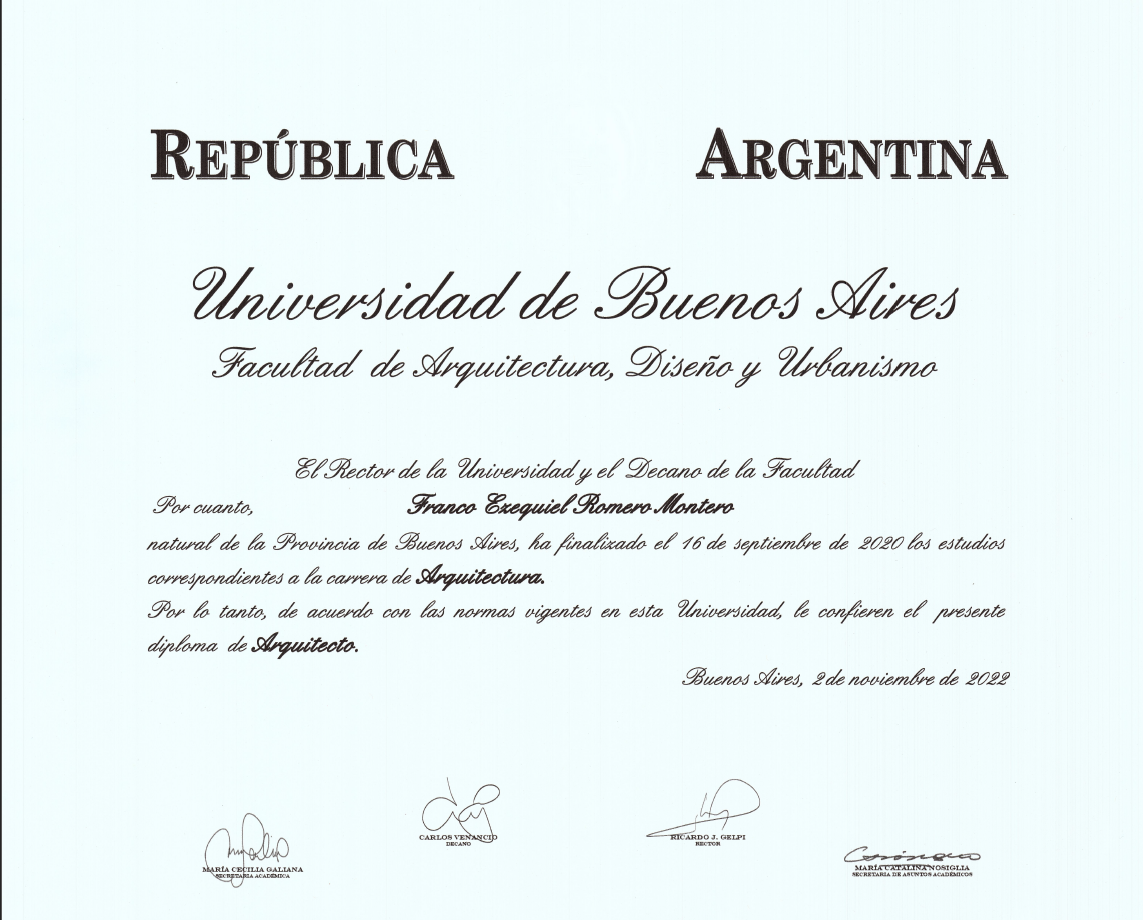 REPÚBLICA ARGENTINA
Universidad de Buenos Aires
Facultad de Arquitectura, Diseño y Urbanismo
El Rector de la Universidad y el Decano de la Facultad
Por cuanto, Franco Ezequiel Romero Montero
natural de la Provincia de Buenos Aires, ha finalizado el 16 de septiembre de 2020 los estudios
correspondientes a la carrera de Arquitectura.
Por lo tanto, de acuerdo con las normas vigentes en esta Universidad, le confieren el presente
diploma de Arquitecto.
Buenos Aires, 2 de noviembre de 2022
CARLOS VENANCIO
DECANO
RICARDO J. GELPI
RECTOR
MARÍA CECILIA GALIANA
SECRETARIA ACADÉMICA
MARÍA CATALINA NOSIGLIA
SECRETARIA DE ASUNTOS ACADÉMICOS